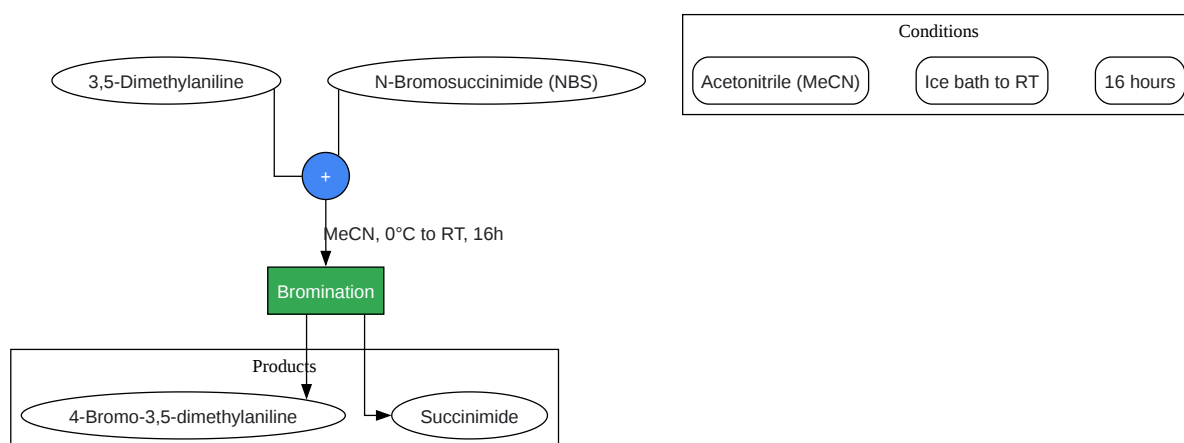 Conditions
3,5-Dimethylaniline
N-Bromosuccinimide (NBS)
Acetonitrile (MeCN)
Ice bath to RT
16 hours
+
MeCN, 0°C to RT, 16h
Bromination
Products
4-Bromo-3,5-dimethylaniline
Succinimide